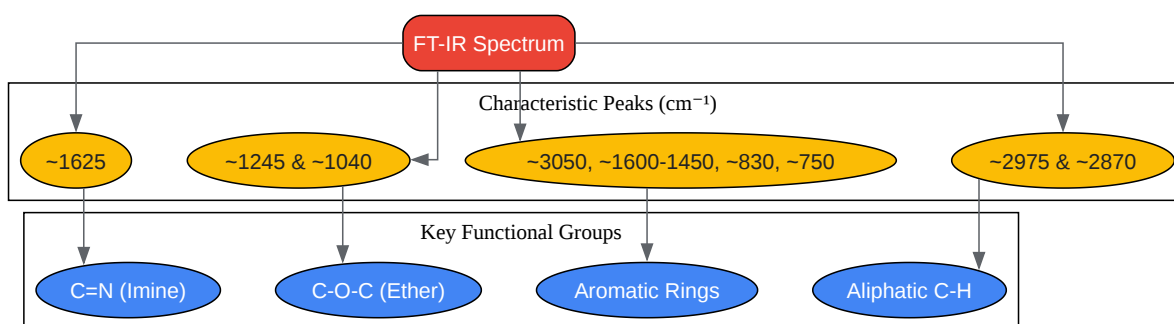 FT-IR Spectrum
Characteristic Peaks (cm⁻¹)
~1625
~1245 & ~1040
~3050, ~1600-1450, ~830, ~750
~2975 & ~2870
Key Functional Groups
C=N (Imine)
C-O-C (Ether)
Aromatic Rings
Aliphatic C-H